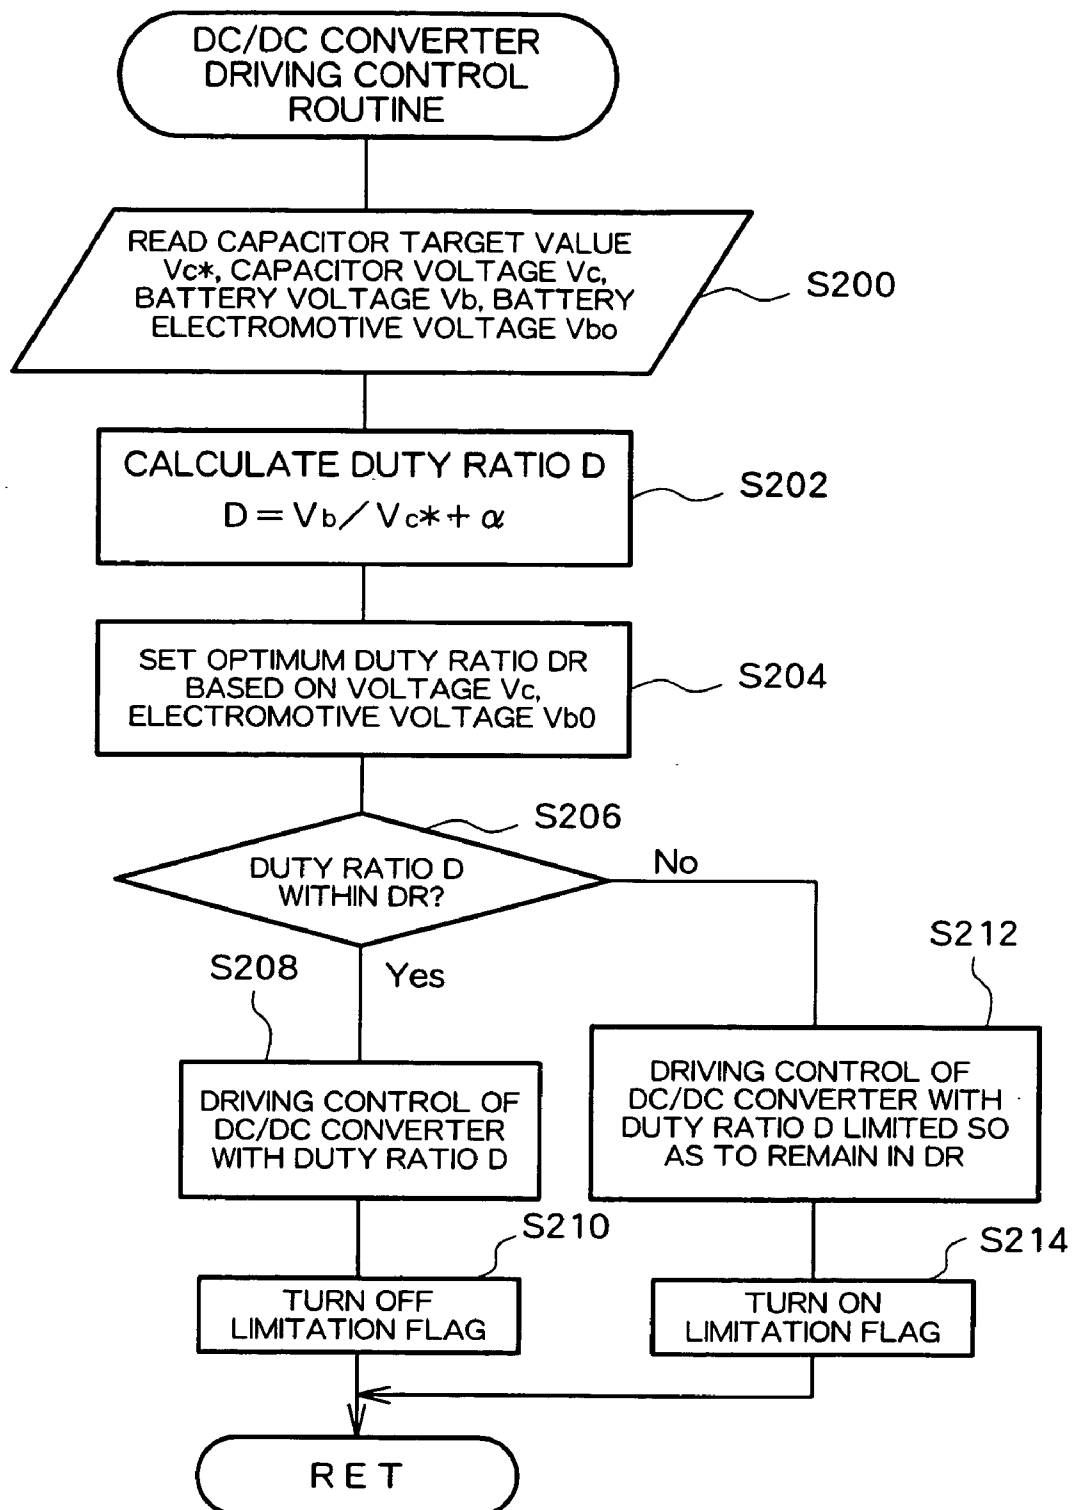 DC/DC CONVERTER
DRIVING CONTROL
ROUTINE
READ CAPACITOR TARGET VALUE
Vc*, CAPACITOR VOLTAGE Vc,
BATTERY VOLTAGE Vb, BATTERY
ELECTROMOTIVE VOLTAGE Vbo
S200
CALCULATE DUTY RATIO D
D = Vb／Vc* + α
S202
SET OPTIMUM DUTY RATIO DR
BASED ON VOLTAGE Vc,
ELECTROMOTIVE VOLTAGE Vb0
S204
S206
DUTY RATIO D
WITHIN DR?
No
Yes
S208
S212
DRIVING CONTROL OF
DC/DC CONVERTER
WITH DUTY RATIO D
DRIVING CONTROL OF
DC/DC CONVERTER WITH
DUTY RATIO D LIMITED SO
AS TO REMAIN IN DR
S210
S214
TURN OFF
LIMITATION FLAG
TURN ON
LIMITATION FLAG
RET